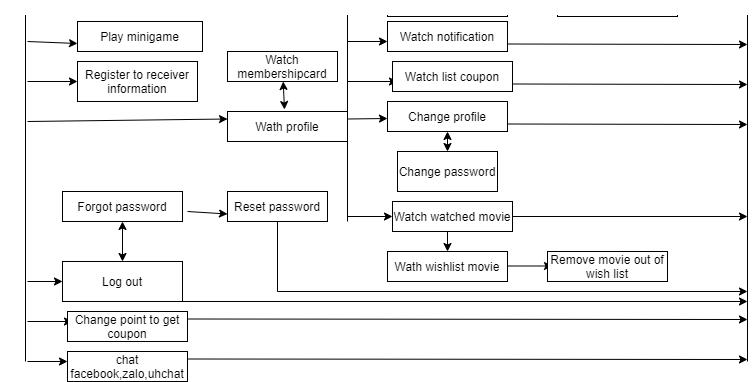 Play minigame
Watch notification
Watch
membershipcard
Register to receiver
information
Watch list coupon
Wath profile
Change profile
Change password
Forgot password
Reset password
Watch watched movie
Wath wishlist movie
Remove movie out of
wish list
Log out
Change point to get
coupon
chat
facebook,zalo,uhchat